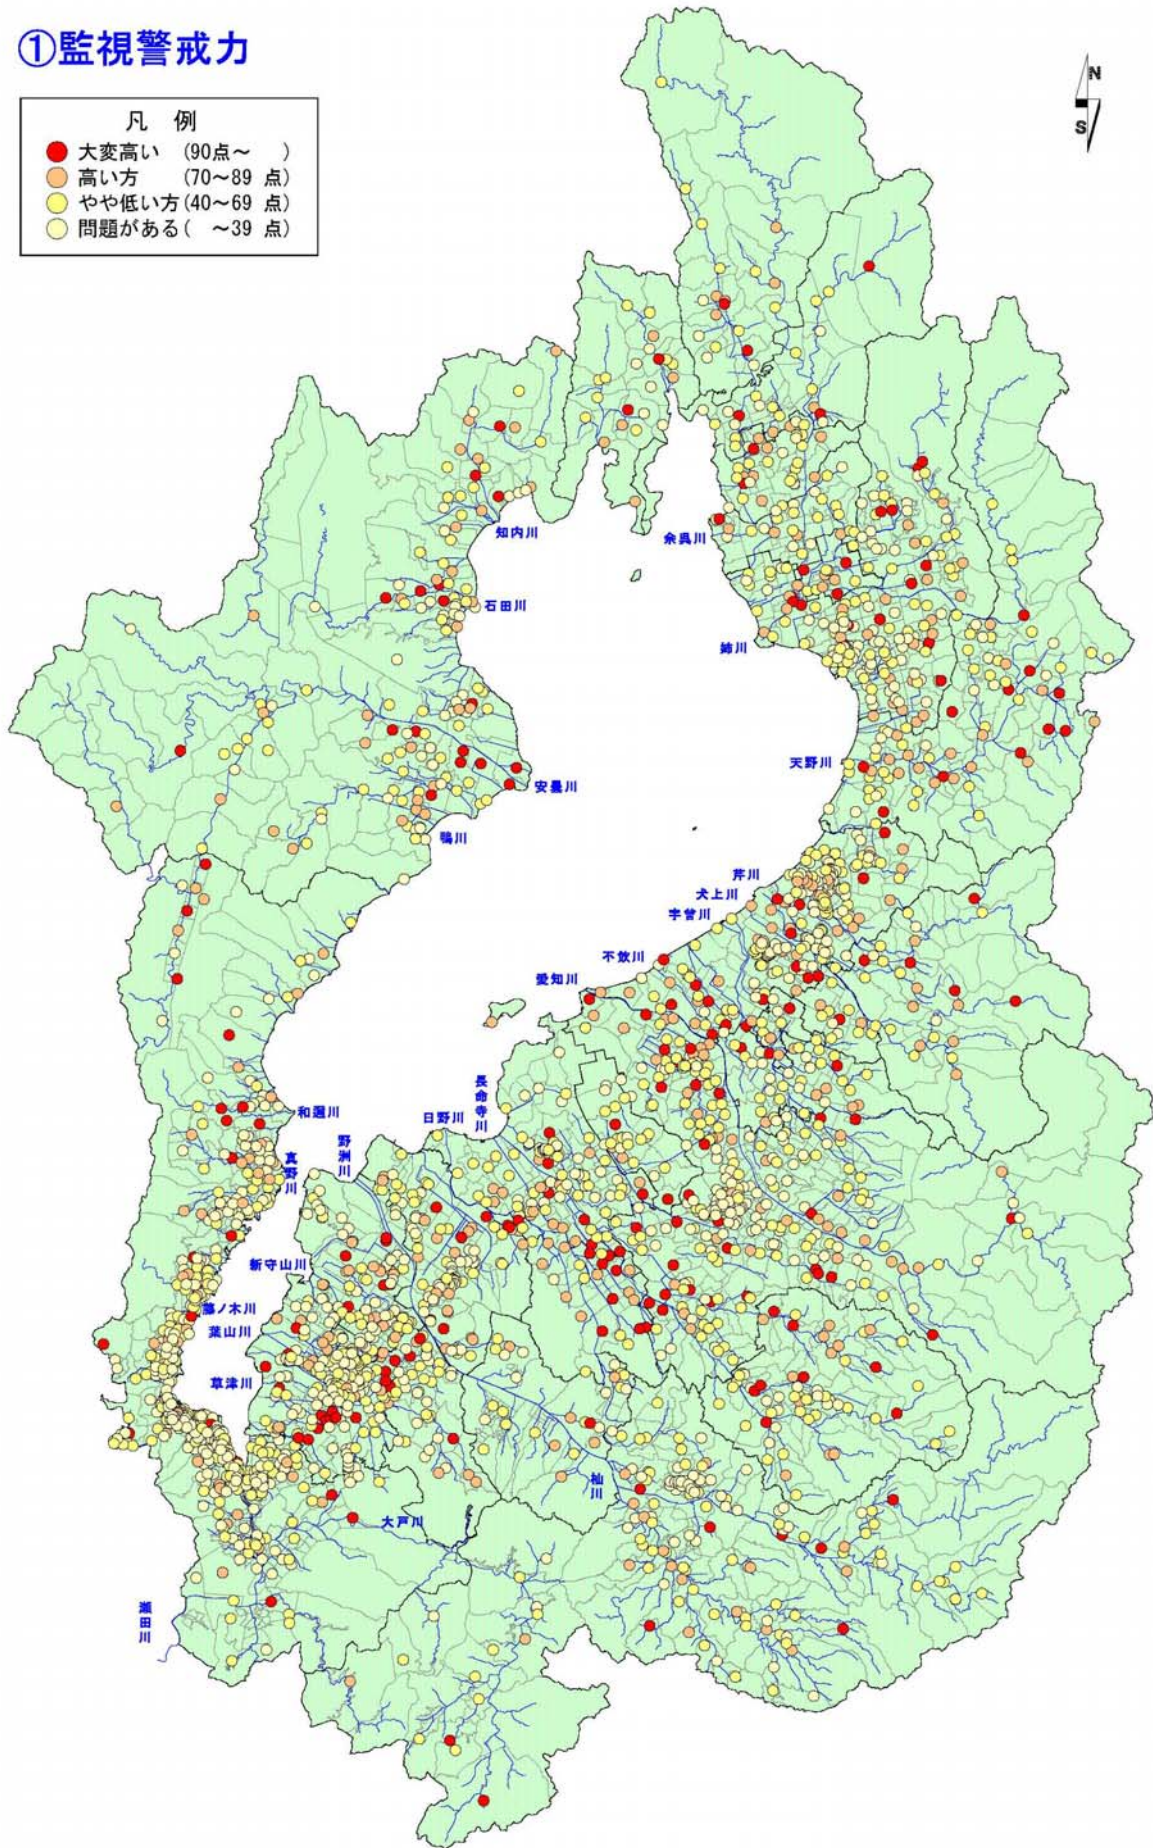 ①監視警戒力
凡 例
大変高い (90点～ )
高い方 (70～89 点)
やや低い方(40～69 点)
問題がある( ～39 点)
N
S
知内川
余呉川
石田川
姉川
天野川
安曇川
鴨川
芹川
犬上川
宇曽川
不飲川
愛知川
長命寺川
日野川
和邇川
野洲川
真野川
新守山川
藤ノ木川
葉山川
草津川
杣川
大戸川
瀬田川